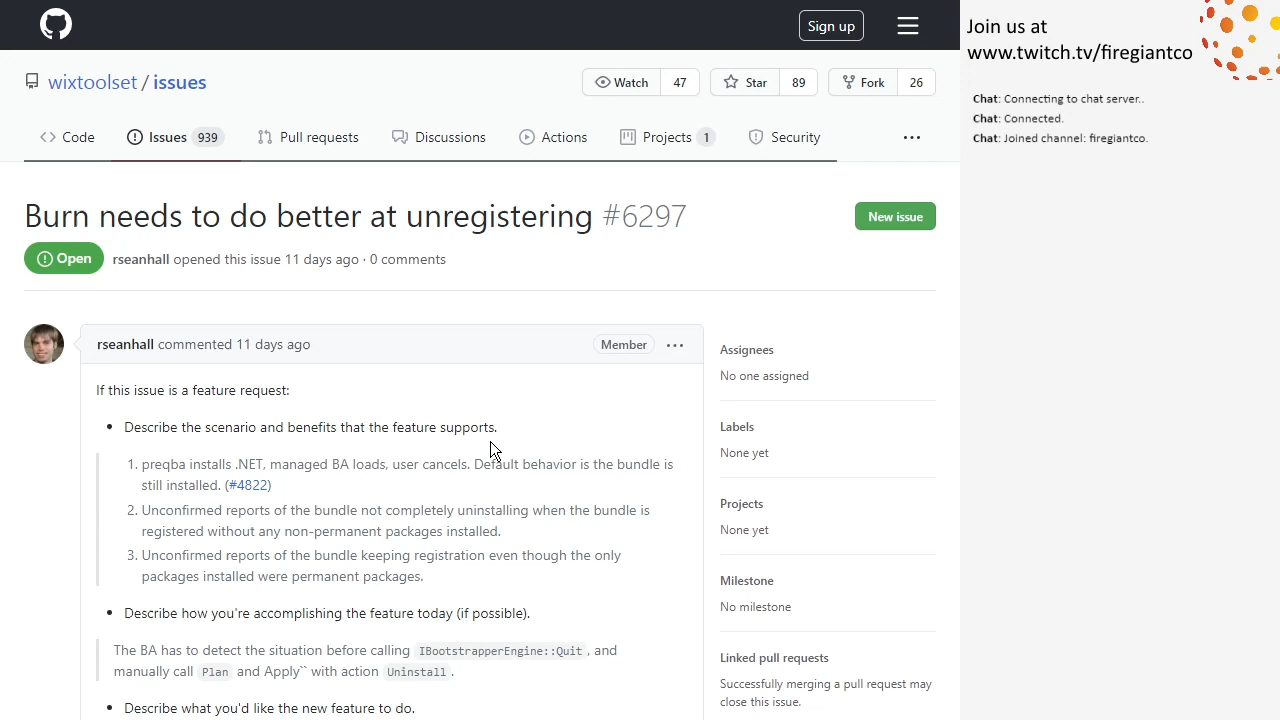 Sign up
Join us at
www.twitch.tv/firegiantco
wixtoolset / issues
Watch 47
Star 89
Fork 26
Chat: Connecting to chat server..
Chat: Connected.
Chat: Joined channel: firegiantco.
Code
Issues 939
Pull requests
Discussions
Actions
Projects 1
Security
Burn needs to do better at unregistering #6297
New issue
Open
rseanhall opened this issue 11 days ago · 0 comments
rseanhall commented 11 days ago
Member
If this issue is a feature request:
• Describe the scenario and benefits that the feature supports.
1. preqba installs .NET, managed BA loads, user cancels. Default behavior is the bundle is
still installed. (#4822)
2. Unconfirmed reports of the bundle not completely uninstalling when the bundle is
registered without any non-permanent packages installed.
3. Unconfirmed reports of the bundle keeping registration even though the only
packages installed were permanent packages.
• Describe how you're accomplishing the feature today (if possible).
The BA has to detect the situation before calling IBootstrapperEngine::Quit, and
manually call Plan and Apply`` with action Uninstall.
• Describe what you'd like the new feature to do.
Assignees
No one assigned
Labels
None yet
Projects
None yet
Milestone
No milestone
Linked pull requests
Successfully merging a pull request may
close this issue.